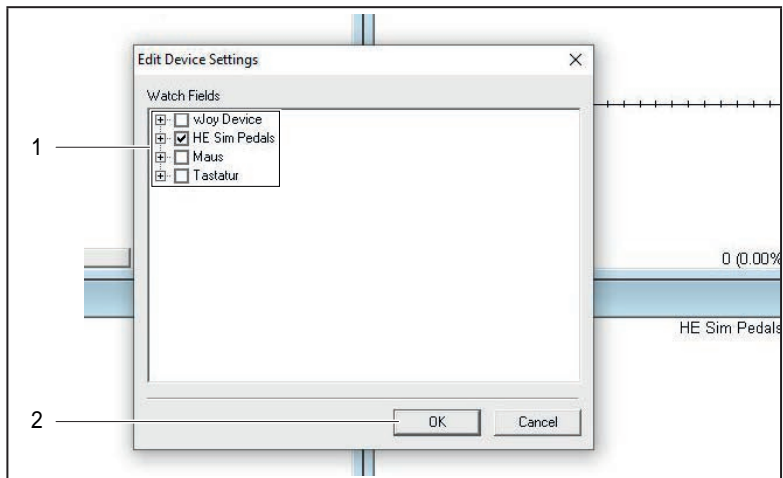 Edit Device Settings
Watch Fields
1
vJoy Device
HE Sim Pedals
Maus
Tastatur
0 (0.00%
HE Sim Pedals
2
OK
Cancel